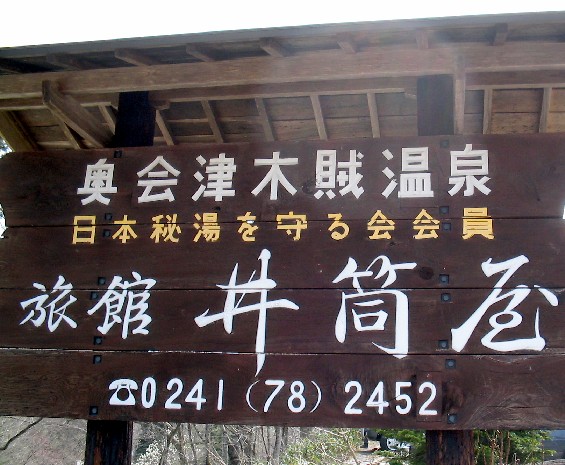 奥会津木賊温泉
日本秘湯を守る会会員
旅館 井筒屋
☎0241(78)2452